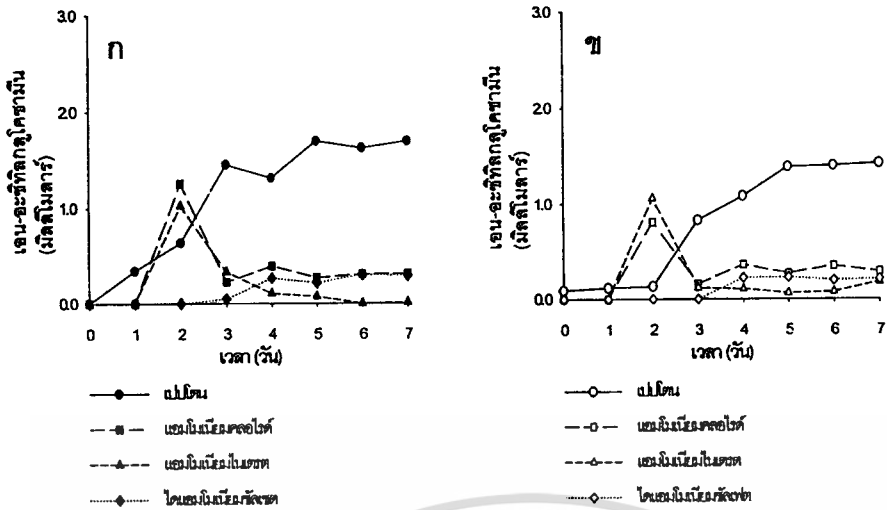 ก
เอน-อะซิทิลกลูโคซามีน
(มิลลิโมลาร์)
3.0
2.0
1.0
0.0
0 1 2 3 4 5 6 7
เวลา (วัน)
เปปโตน
แอมโมเนียมคลอไรด์
แอมโมเนียมไนเตรต
ไดแอมโมเนียมซัลเฟต
ข
เอน-อะซิทิลกลูโคซามีน
(มิลลิโมลาร์)
3.0
2.0
1.0
0.0
0 1 2 3 4 5 6 7
เวลา (วัน)
เปปโตน
แอมโมเนียมคลอไรด์
แอมโมเนียมไนเตรต
ไดแอมโมเนียมซัลเฟต